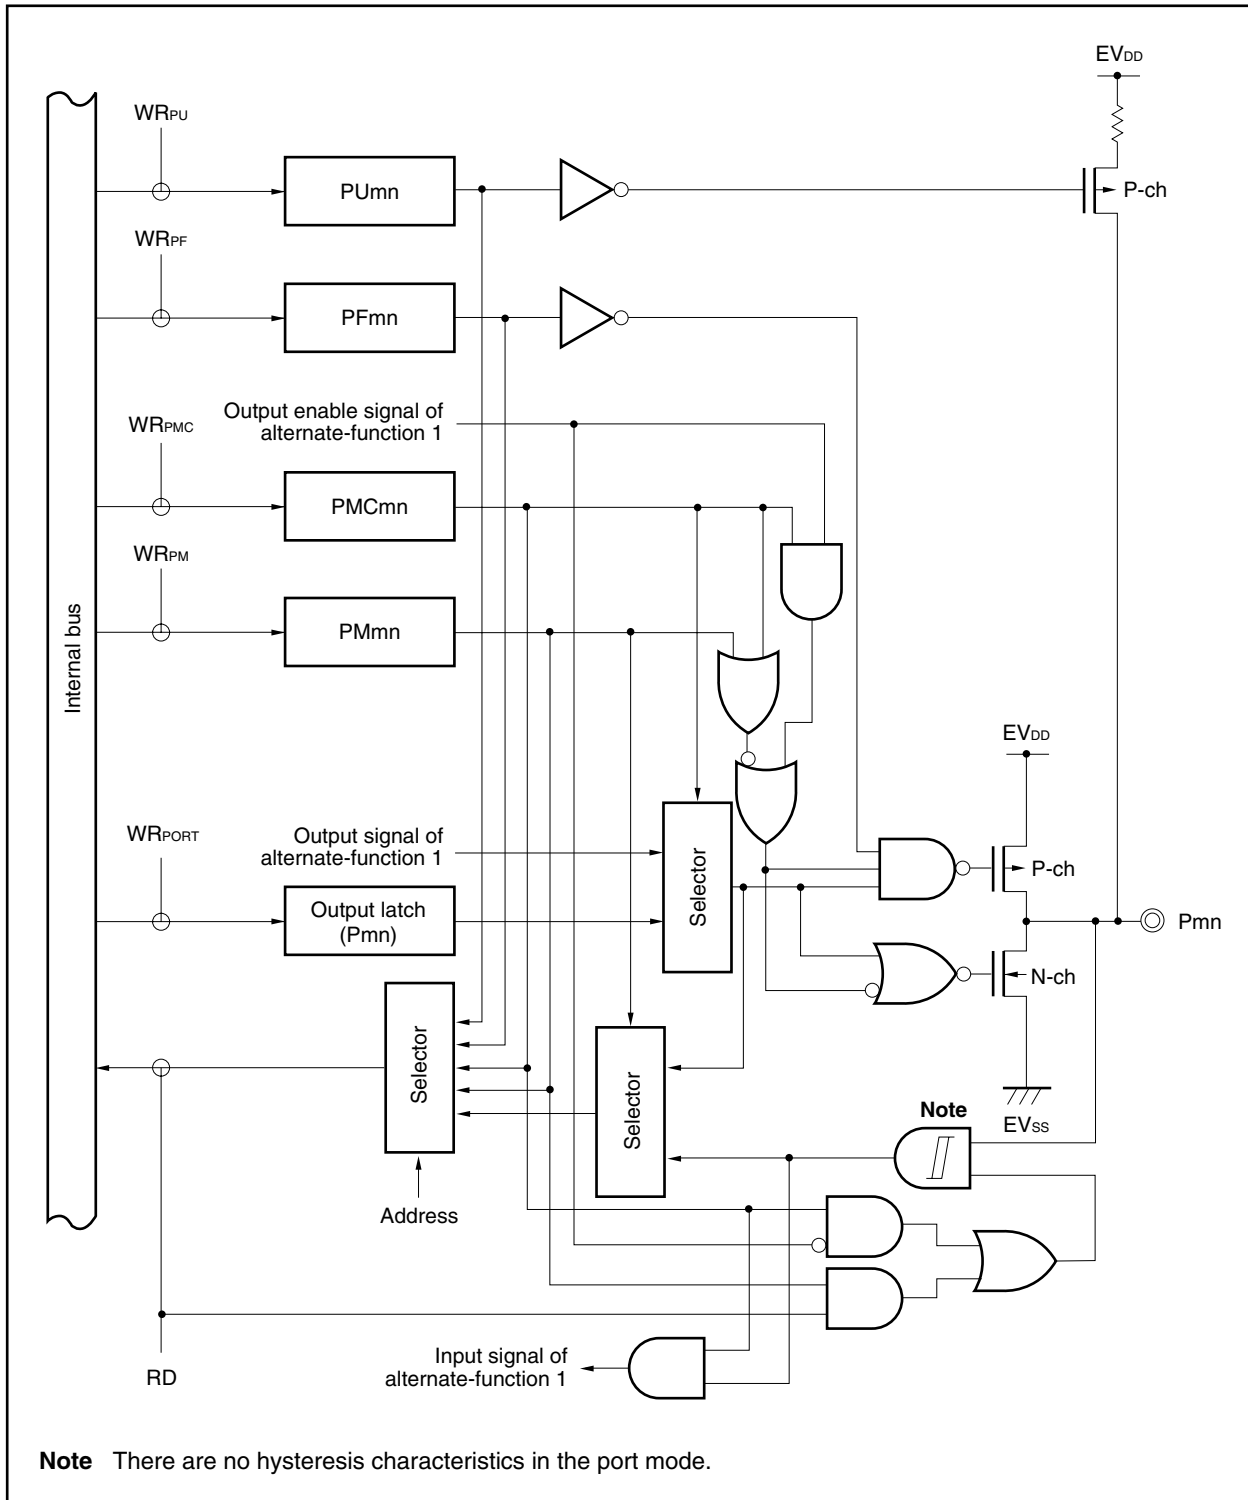 EVDD
WRPU
PUmn
P-ch
WRPF
PFmn
Output enable signal of
alternate-function 1
WRPMC
PMCmn
WRPM
PMmn
Internal bus
EVDD
WRPORT
Output signal of
alternate-function 1
Selector
P-ch
Output latch
(Pmn)
Pmn
N-ch
Selector
Selector
Note
EVSS
Address
Input signal of
alternate-function 1
RD
Note There are no hysteresis characteristics in the port mode.